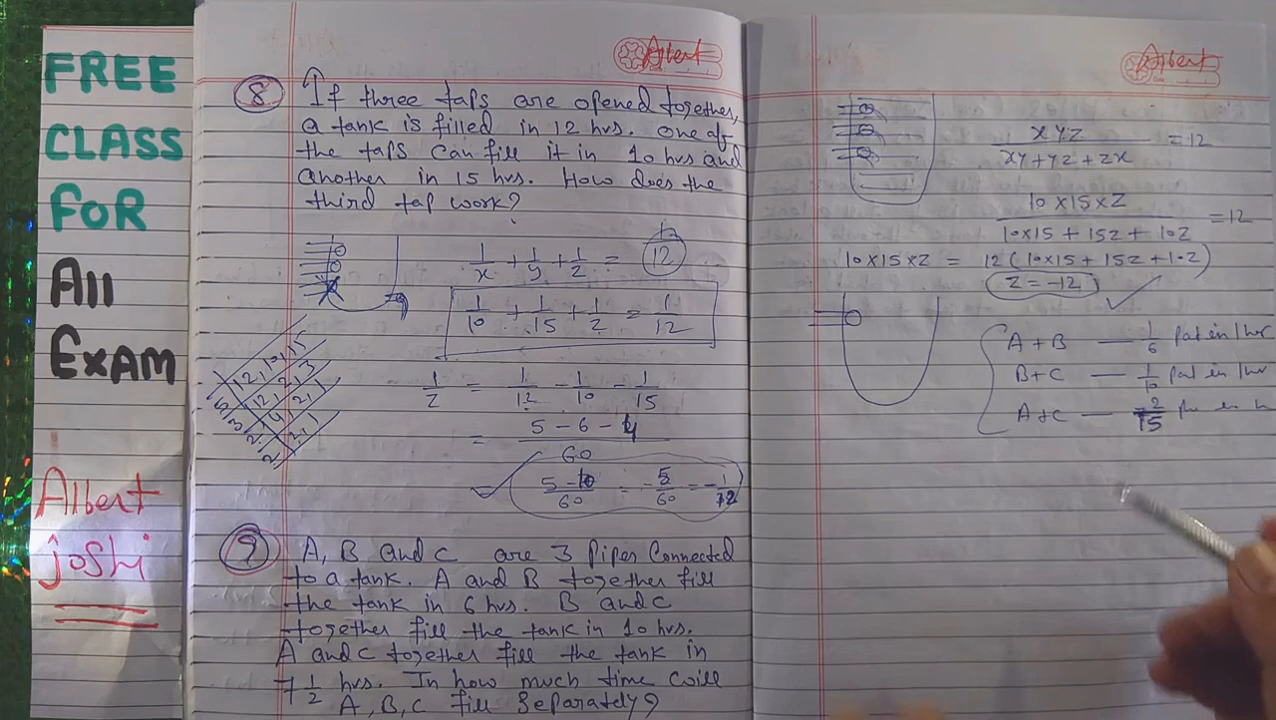 FREE
CLASS
FOR
All
EXAM
Albert
Joshi
Albert
8 If three taps are opened together,
a tank is filled in 12 hrs. one of
the taps can fill it in 10 hrs and
another in 15 hrs. How does the
third tap work?
1/x + 1/y + 1/z = 12
1/10 + 1/15 + 1/z = 1/12
1/z = 1/12 - 1/10 - 1/15
= 5 - 6 - 4 / 60
5 - 10 / 60 = -5/60 = -1/12
9 A, B and C are 3 Pipes Connected
to a tank. A and B together fill
the tank in 6 hrs. B and C
together fill the tank in 10 hrs.
A and C together fill the tank in
7 1/2 hrs. In how much time will
A, B, C fill Separately?
Albert
xyz / xy + yz + zx = 12
10 x 15 x z / 10x15 + 15z + 10z = 12
10 x 15 x z = 12 (10x15 + 15z + 10z)
z = -12
A + B — 1/6 Part in 1 hr
B + C — 1/10 Part in 1 hr
A + C — 2/15